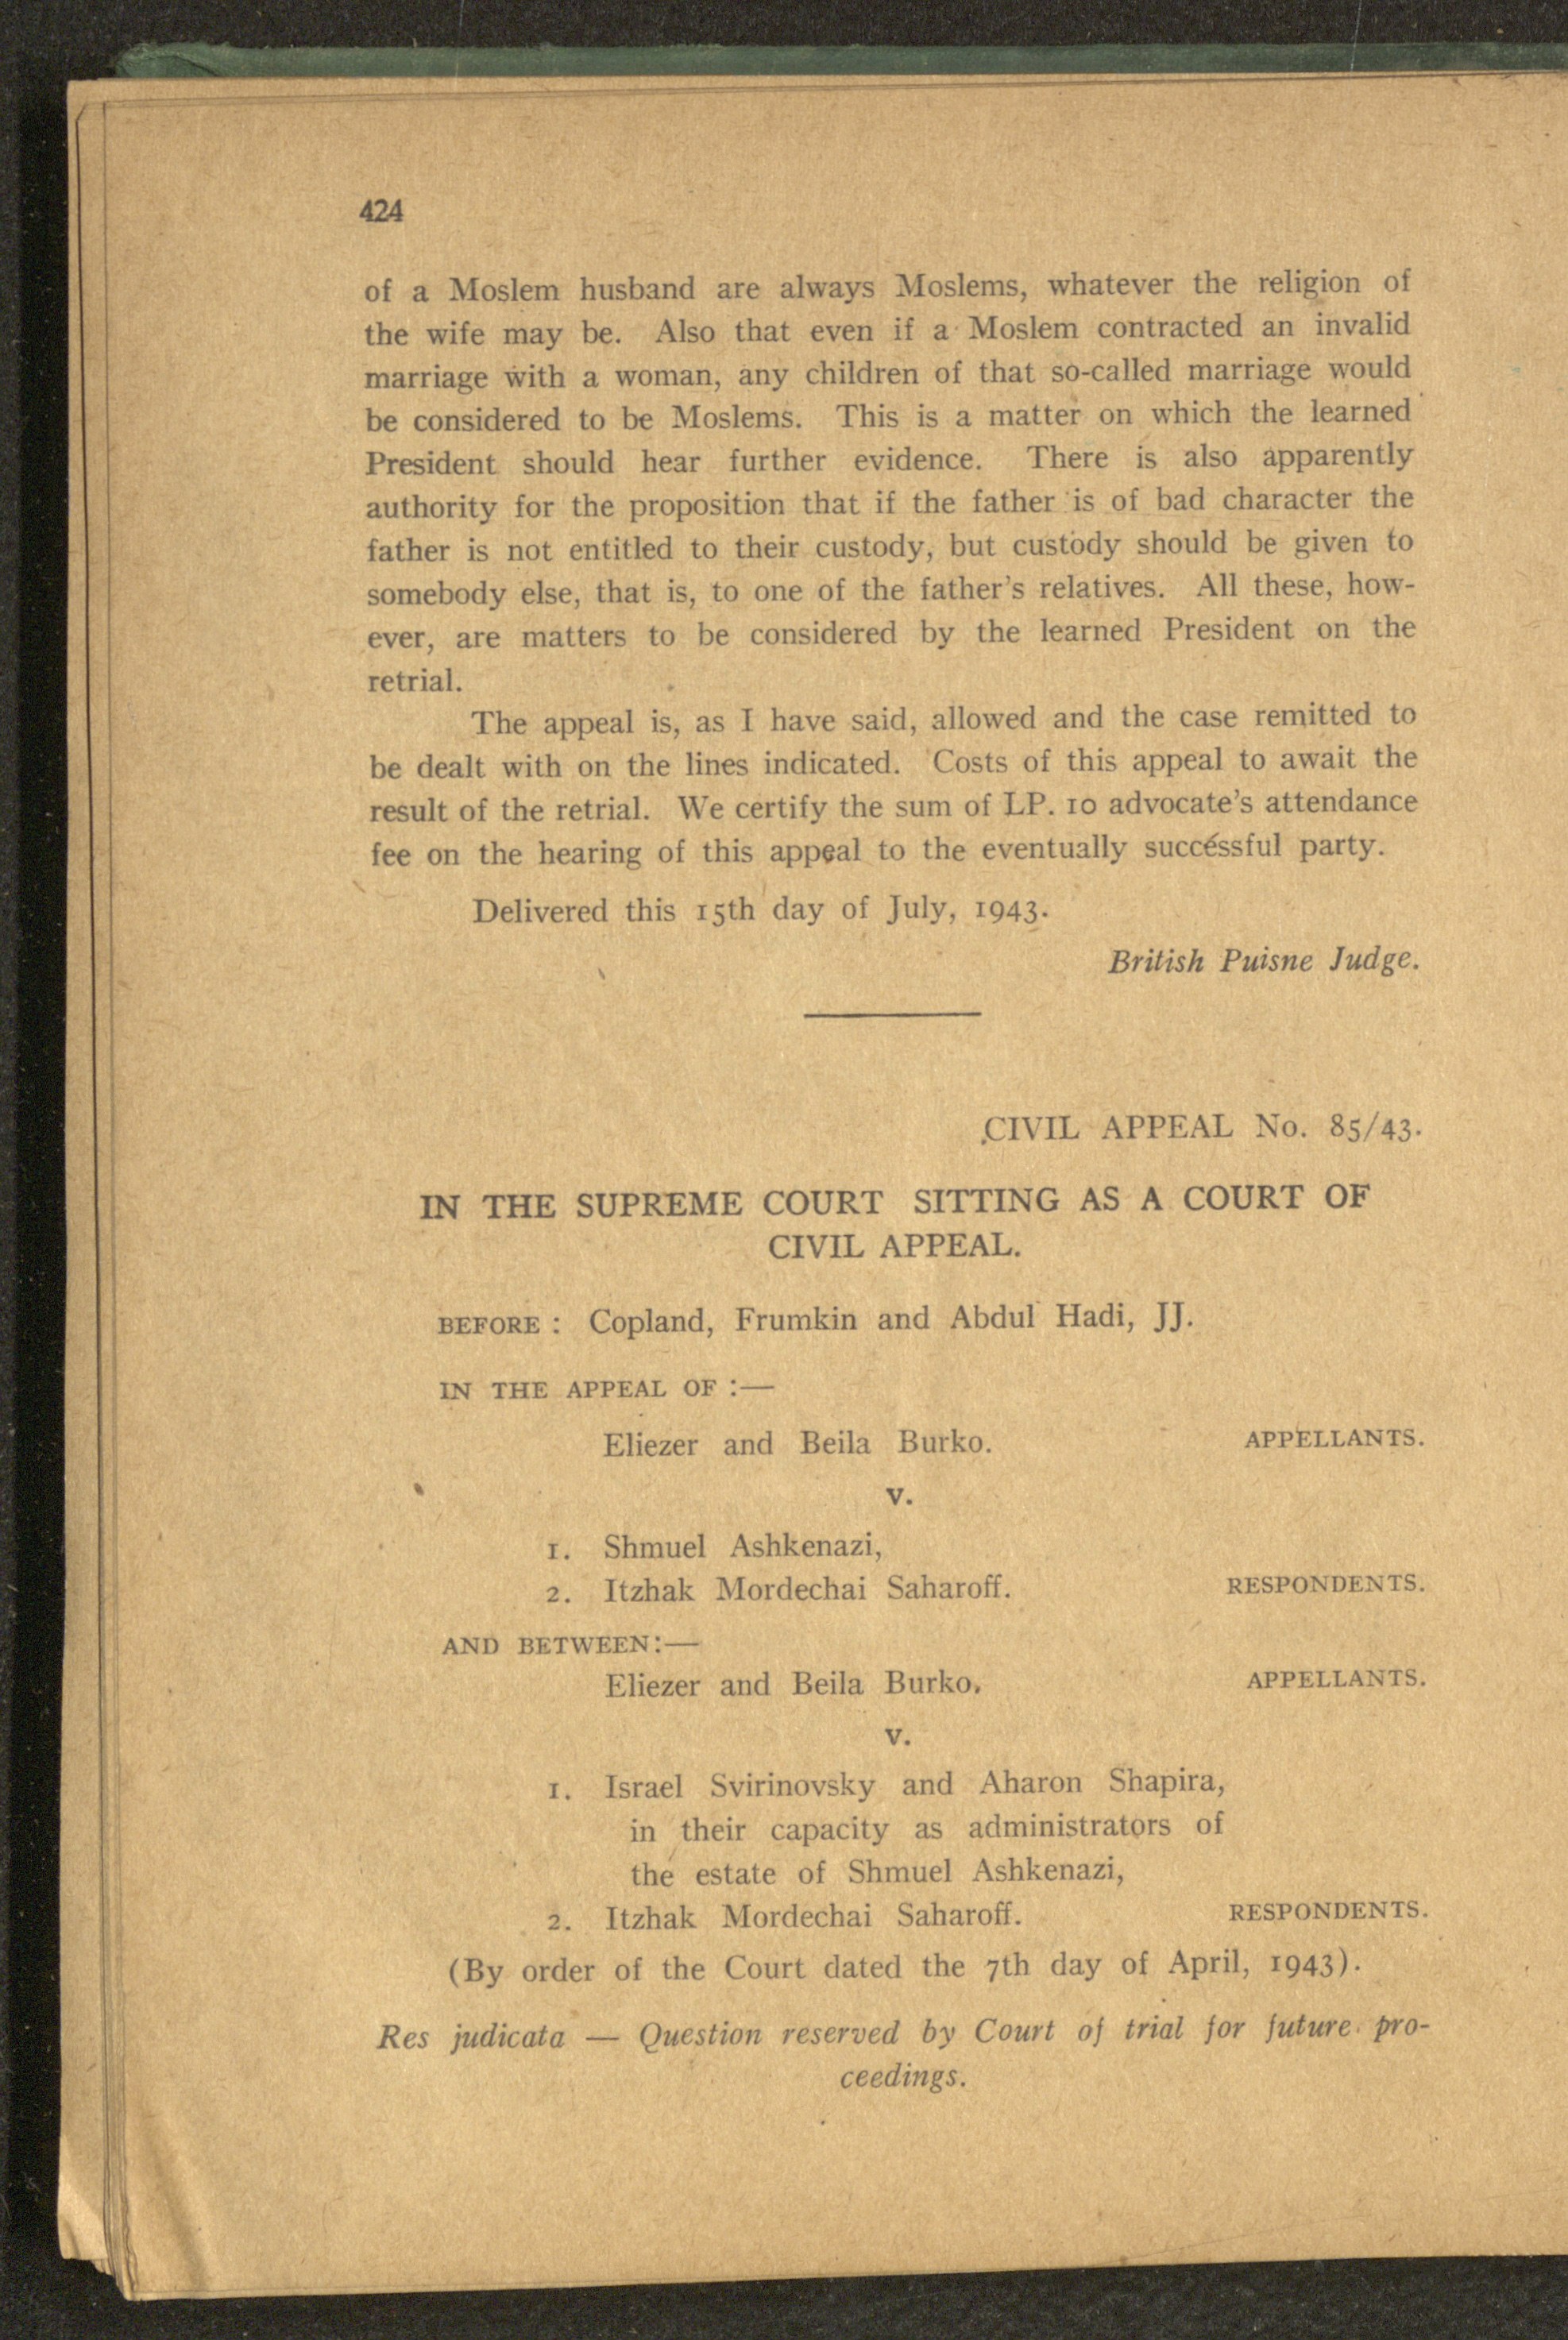 424
of a Moslem husband are always Moslems, whatever the religion of
the wife may be. Also that even if a Moslem contracted an invalid
marriage with a woman, any children of that so-called marriage would
be considered to be Moslems. This is a matter on which the learned
President should hear further evidence. There is also apparently
authority for the proposition that if the father is of bad character the
father is not entitled to their custody, but custody should be given to
somebody else, that is, to one of the father's relatives. All these, how-
ever, are matters to be considered by the learned President on the
retrial.
The appeal is, as I have said, allowed and the case remitted to
be dealt with on the lines indicated. Costs of this appeal to await the
result of the retrial. We certify the sum of LP. 10 advocate's attendance
fee on the hearing of this appeal to the eventually successful party.
Delivered this 15th day of July, 1943.
British Puisne Judge.
CIVIL APPEAL No. 85/43.
IN THE SUPREME COURT SITTING AS A COURT OF
CIVIL APPEAL.
BEFORE : Copland, Frumkin and Abdul Hadi, JJ.
IN THE APPEAL OF :—
Eliezer and Beila Burko. APPELLANTS.
v.
1. Shmuel Ashkenazi,
2. Itzhak Mordechai Saharoff. RESPONDENTS.
AND BETWEEN:—
Eliezer and Beila Burko. APPELLANTS.
v.
1. Israel Svirinovsky and Aharon Shapira,
in their capacity as administrators of
the estate of Shmuel Ashkenazi,
2. Itzhak Mordechai Saharoff. RESPONDENTS.
(By order of the Court dated the 7th day of April, 1943).
Res judicata — Question reserved by Court of trial for future pro-
ceedings.